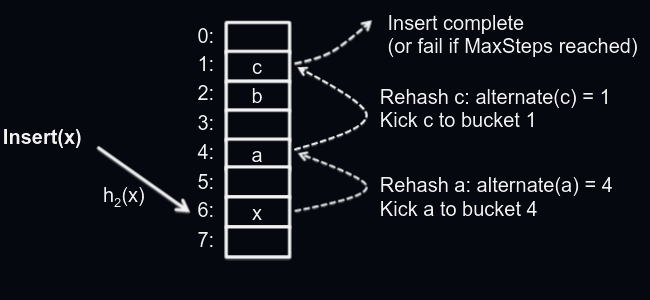 Insert complete
(or fail if MaxSteps reached)
0:
1: c
2: b
Rehash c: alternate(c) = 1
Kick c to bucket 1
3:
Insert(x)
4: a
5:
Rehash a: alternate(a) = 4
Kick a to bucket 4
h₂(x)
6: x
7: